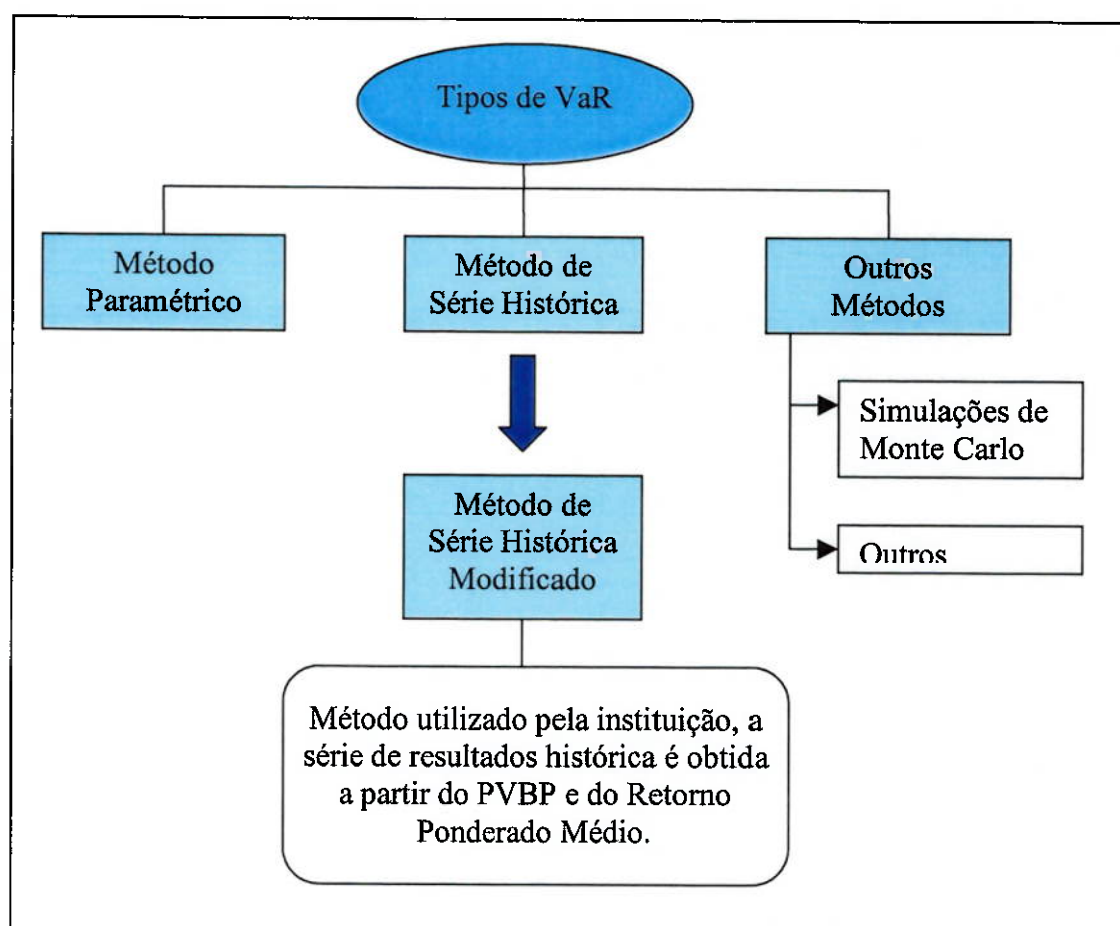 Tipos de VaR
Método
Paramétrico
Método de
Série Histórica
Outros
Métodos
Simulações de
Monte Carlo
Outros
Método de
Série Histórica
Modificado
Método utilizado pela instituição, a
série de resultados histórica é obtida
a partir do PVBP e do Retorno
Ponderado Médio.